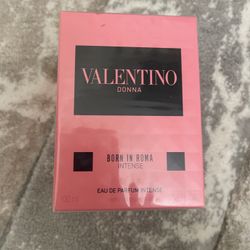 VALENTINO
DONNA
BORN IN ROMA
INTENSE
EAU DE PARFUM INTENSE